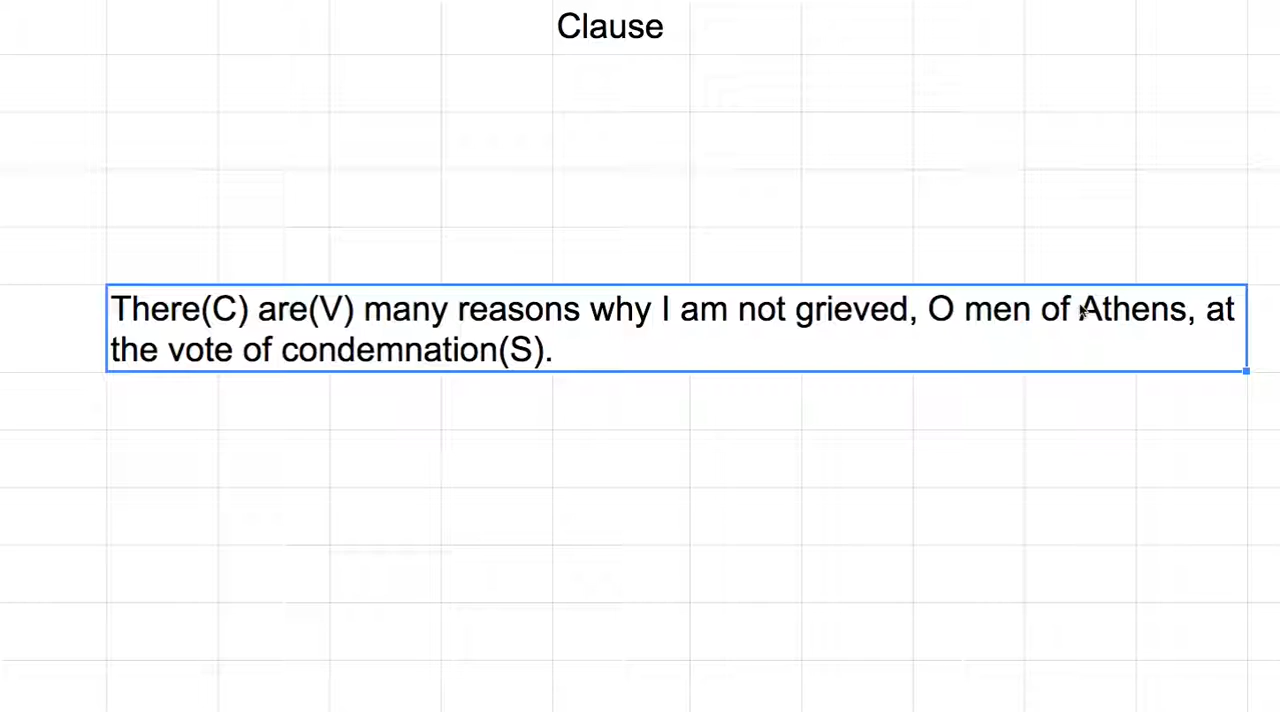 Clause
There(C) are(V) many reasons why I am not grieved, O men of Athens, at
the vote of condemnation(S).